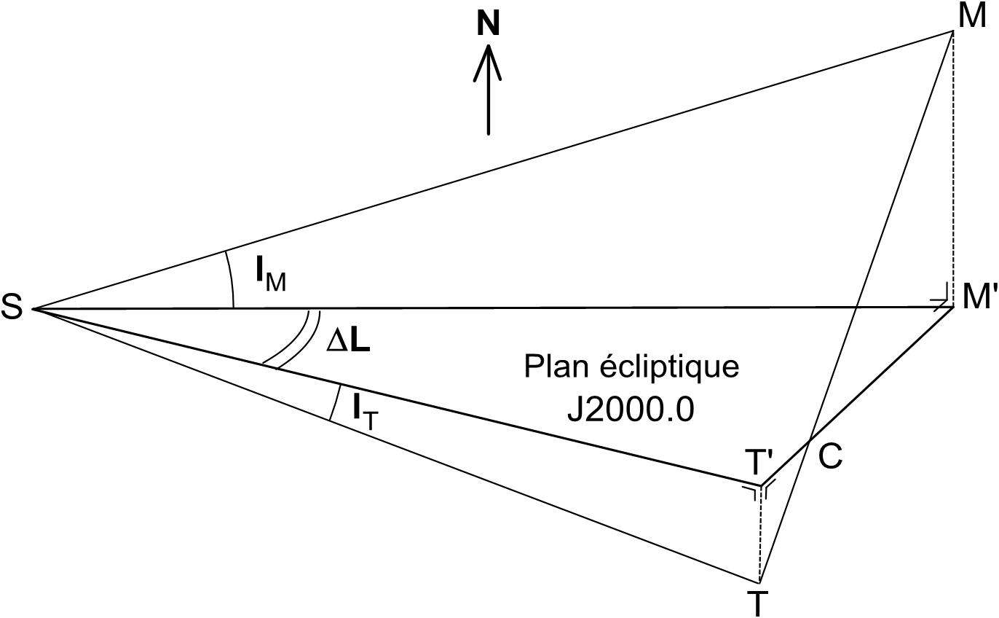 N
M
I_M
S
M'
ΔL
Plan écliptique
J2000.0
I_T
T'
C
T